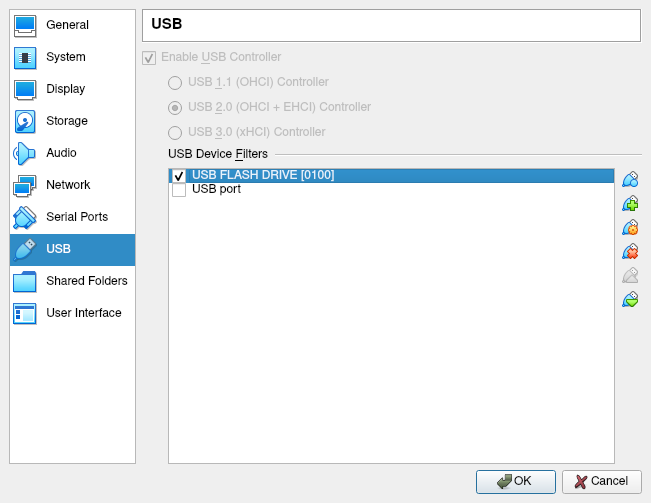 General
System
Display
Storage
Audio
Network
Serial Ports
USB
Shared Folders
User Interface
USB
Enable USB Controller
USB 1.1 (OHCI) Controller
USB 2.0 (OHCI + EHCI) Controller
USB 3.0 (xHCI) Controller
USB Device Filters
USB FLASH DRIVE [0100]
USB port
OK
Cancel